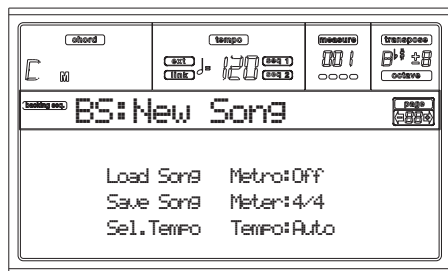 chord tempo measure transpose
C M ext link ♩= 120 seq 1 seq 2 001 B♭♮ ±8
octave
backing seq. BS:New Song page
Load Song Metro:Off
Save Song Meter:4/4
Sel.Tempo Tempo:Auto